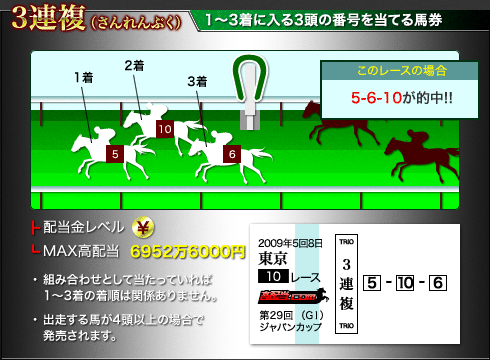 3連複（さんれんぷく）
1〜3着に入る3頭の番号を当てる馬券
このレースの場合
5-6-10が的中!!
1着
2着
3着
5
10
6
配当金レベル ¥
MAX高配当 6952万6000円
・組み合わせとして当たっていれば
1〜3着の着順は関係ありません。
・出走する馬が4頭以上の場合で
発売されます。
2009年5回8日
東京
10 レース
第29回 （GI）
ジャパンカップ
TRIO
3連複
TRIO
5 - 10 - 6